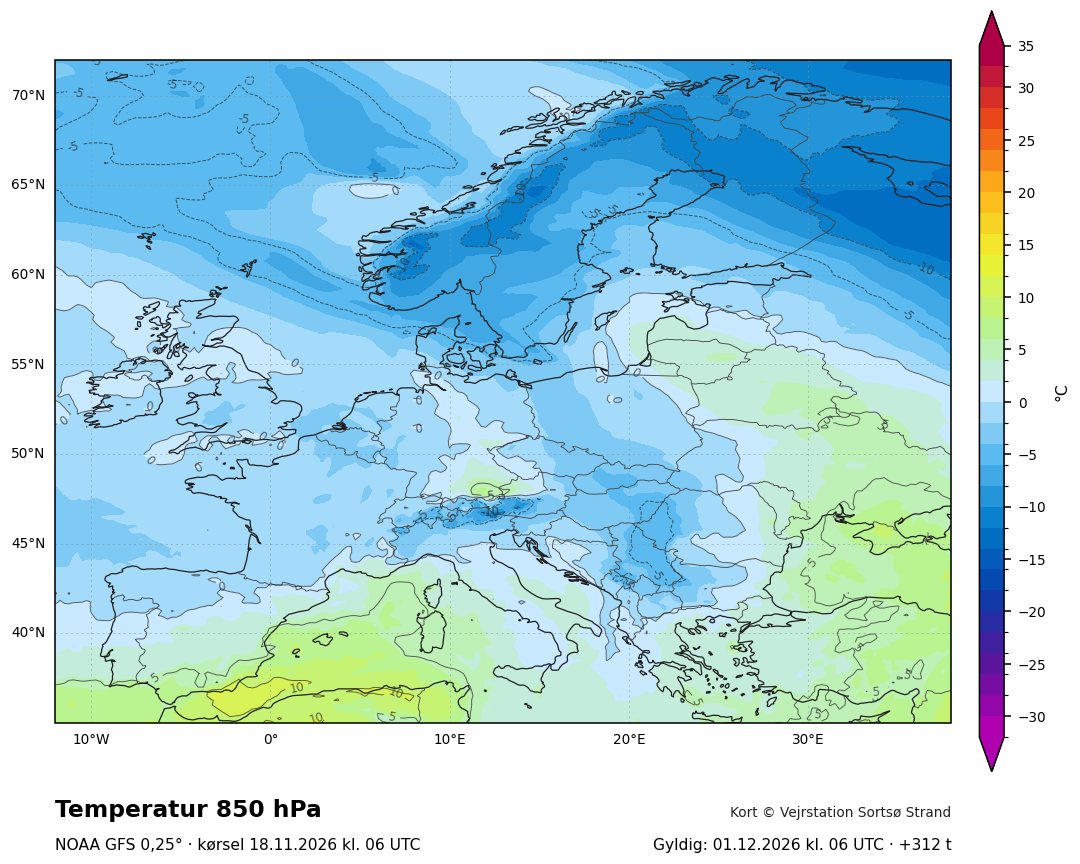 35
30
25
20
15
10
5
0
−5
−10
−15
−20
−25
−30
°C
70°N
65°N
60°N
55°N
50°N
45°N
40°N
10°W 0° 10°E 20°E 30°E
Temperatur 850 hPa
Kort © Vejrstation Sortsø Strand
NOAA GFS 0,25° · kørsel 18.11.2026 kl. 06 UTC
Gyldig: 01.12.2026 kl. 06 UTC · +312 t